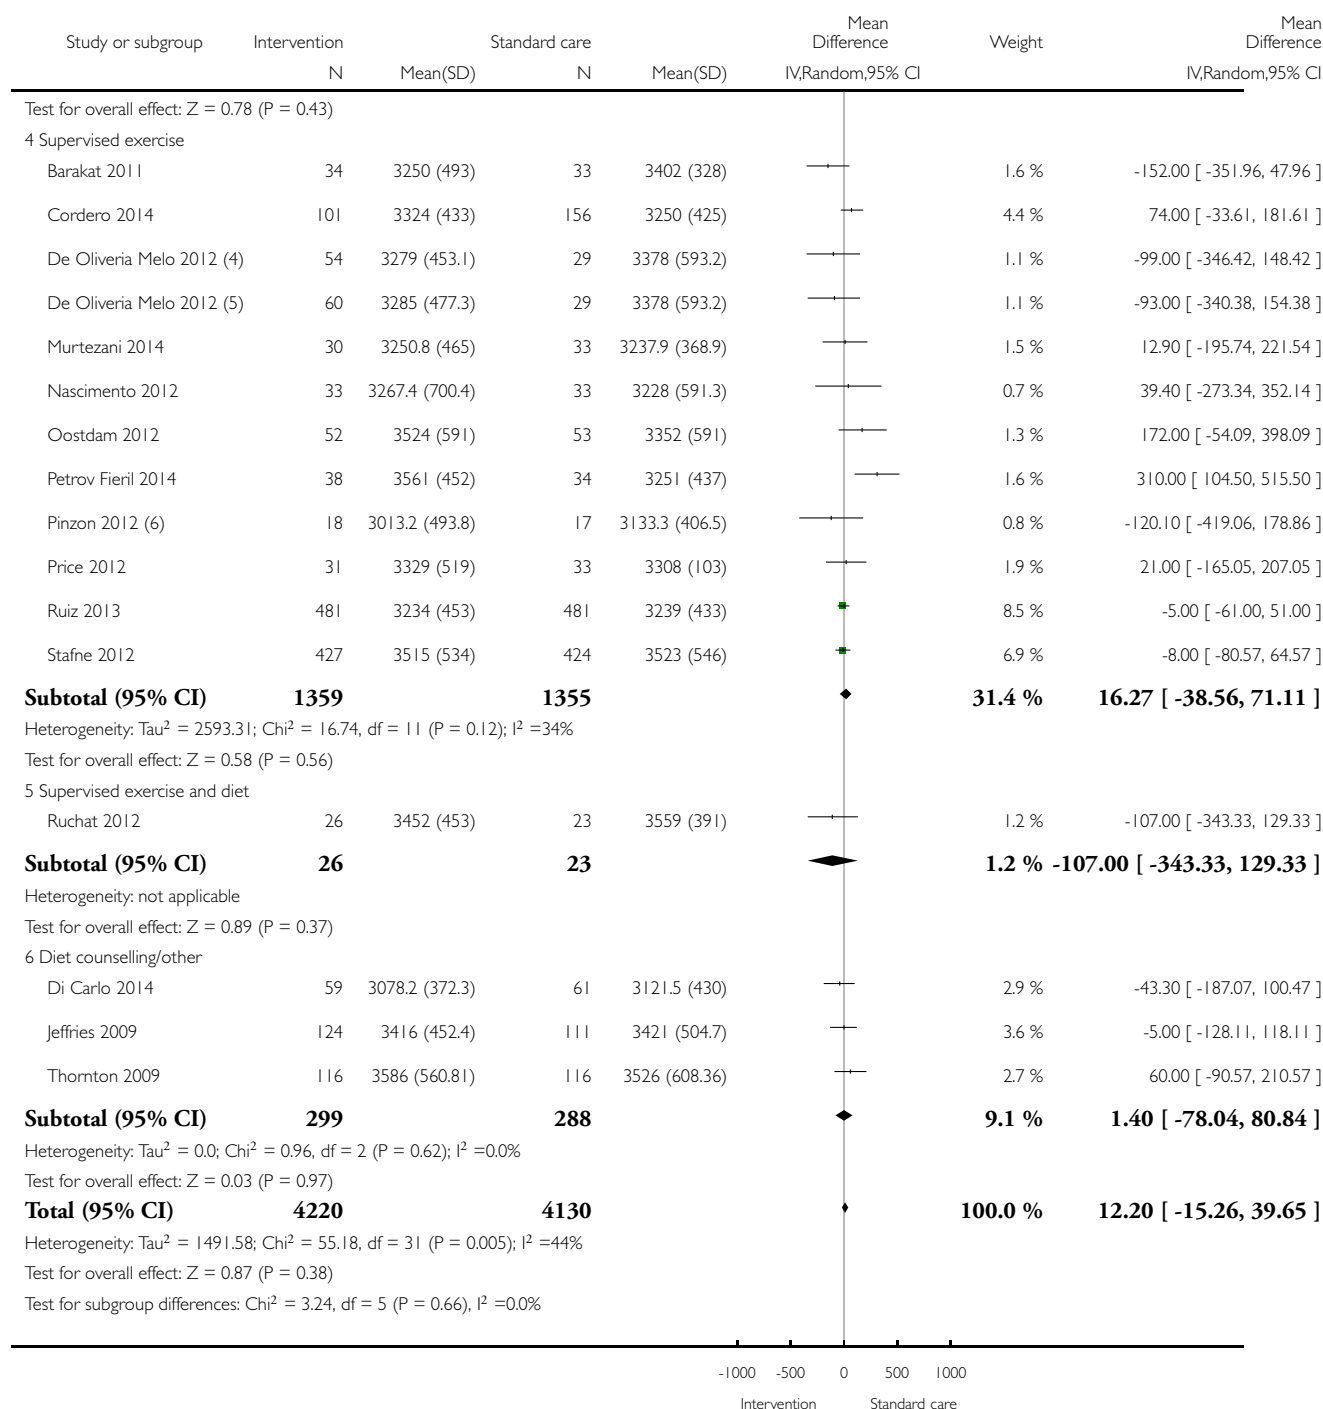 Study or subgroup Intervention Standard care Mean Difference Weight Mean Difference
N Mean(SD) N Mean(SD) IV,Random,95% CI IV,Random,95% CI
Test for overall effect: Z = 0.78 (P = 0.43)
4 Supervised exercise
Barakat 2011 34 3250 (493) 33 3402 (328) 1.6 % -152.00 [ -351.96, 47.96 ]
Cordero 2014 101 3324 (433) 156 3250 (425) 4.4 % 74.00 [ -33.61, 181.61 ]
De Oliveria Melo 2012 (4) 54 3279 (453.1) 29 3378 (593.2) 1.1 % -99.00 [ -346.42, 148.42 ]
De Oliveria Melo 2012 (5) 60 3285 (477.3) 29 3378 (593.2) 1.1 % -93.00 [ -340.38, 154.38 ]
Murtezani 2014 30 3250.8 (465) 33 3237.9 (368.9) 1.5 % 12.90 [ -195.74, 221.54 ]
Nascimento 2012 33 3267.4 (700.4) 33 3228 (591.3) 0.7 % 39.40 [ -273.34, 352.14 ]
Oostdam 2012 52 3524 (591) 53 3352 (591) 1.3 % 172.00 [ -54.09, 398.09 ]
Petrov Fieril 2014 38 3561 (452) 34 3251 (437) 1.6 % 310.00 [ 104.50, 515.50 ]
Pinzon 2012 (6) 18 3013.2 (493.8) 17 3133.3 (406.5) 0.8 % -120.10 [ -419.06, 178.86 ]
Price 2012 31 3329 (519) 33 3308 (103) 1.9 % 21.00 [ -165.05, 207.05 ]
Ruiz 2013 481 3234 (453) 481 3239 (433) 8.5 % -5.00 [ -61.00, 51.00 ]
Stafne 2012 427 3515 (534) 424 3523 (546) 6.9 % -8.00 [ -80.57, 64.57 ]
Subtotal (95% CI) 1359 1355 31.4 % 16.27 [ -38.56, 71.11 ]
Heterogeneity: Tau² = 2593.31; Chi² = 16.74, df = 11 (P = 0.12); I² =34%
Test for overall effect: Z = 0.58 (P = 0.56)
5 Supervised exercise and diet
Ruchat 2012 26 3452 (453) 23 3559 (391) 1.2 % -107.00 [ -343.33, 129.33 ]
Subtotal (95% CI) 26 23 1.2 % -107.00 [ -343.33, 129.33 ]
Heterogeneity: not applicable
Test for overall effect: Z = 0.89 (P = 0.37)
6 Diet counselling/other
Di Carlo 2014 59 3078.2 (372.3) 61 3121.5 (430) 2.9 % -43.30 [ -187.07, 100.47 ]
Jeffries 2009 124 3416 (452.4) 111 3421 (504.7) 3.6 % -5.00 [ -128.11, 118.11 ]
Thornton 2009 116 3586 (560.81) 116 3526 (608.36) 2.7 % 60.00 [ -90.57, 210.57 ]
Subtotal (95% CI) 299 288 9.1 % 1.40 [ -78.04, 80.84 ]
Heterogeneity: Tau² = 0.0; Chi² = 0.96, df = 2 (P = 0.62); I² =0.0%
Test for overall effect: Z = 0.03 (P = 0.97)
Total (95% CI) 4220 4130 100.0 % 12.20 [ -15.26, 39.65 ]
Heterogeneity: Tau² = 1491.58; Chi² = 55.18, df = 31 (P = 0.005); I² =44%
Test for overall effect: Z = 0.87 (P = 0.38)
Test for subgroup differences: Chi² = 3.24, df = 5 (P = 0.66), I² =0.0%
-1000 -500 0 500 1000
Intervention Standard care